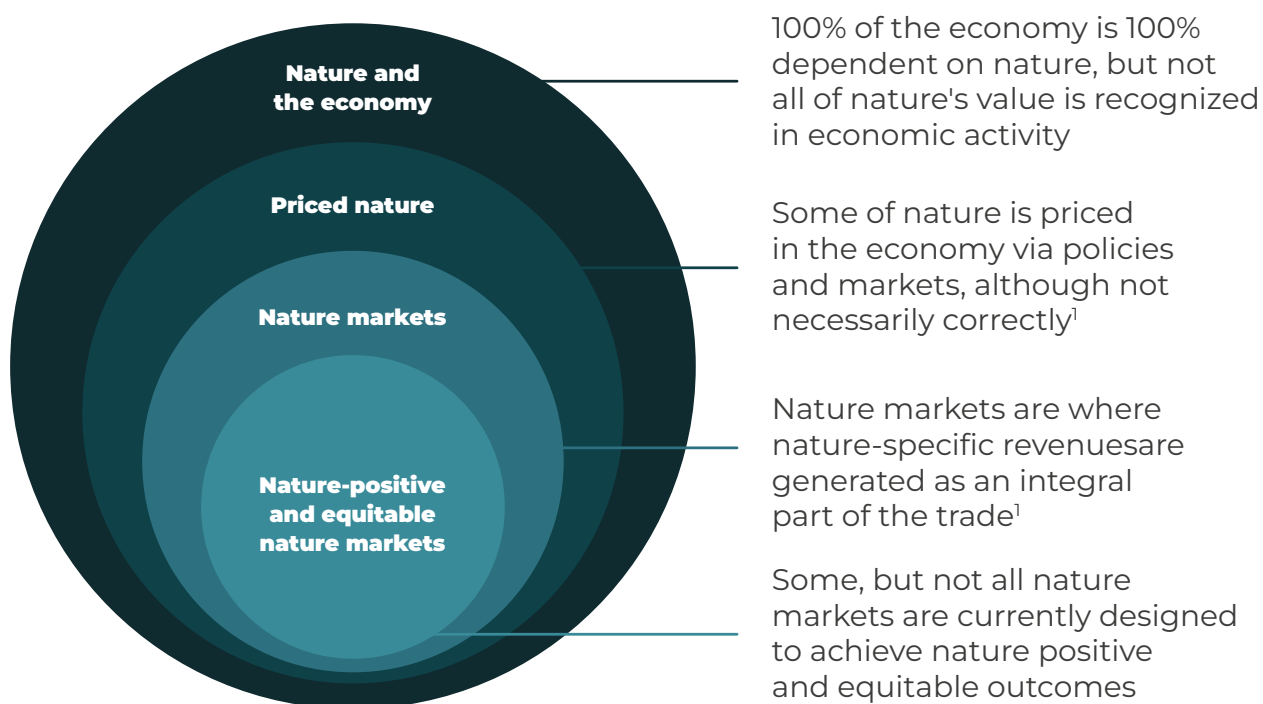 Nature and
the economy
100% of the economy is 100%
dependent on nature, but not
all of nature's value is recognized
in economic activity
Priced nature
Some of nature is priced
in the economy via policies
and markets, although not
necessarily correctly¹
Nature markets
Nature markets are where
nature-specific revenuesare
generated as an integral
part of the trade¹
Nature-positive
and equitable
nature markets
Some, but not all nature
markets are currently designed
to achieve nature positive
and equitable outcomes